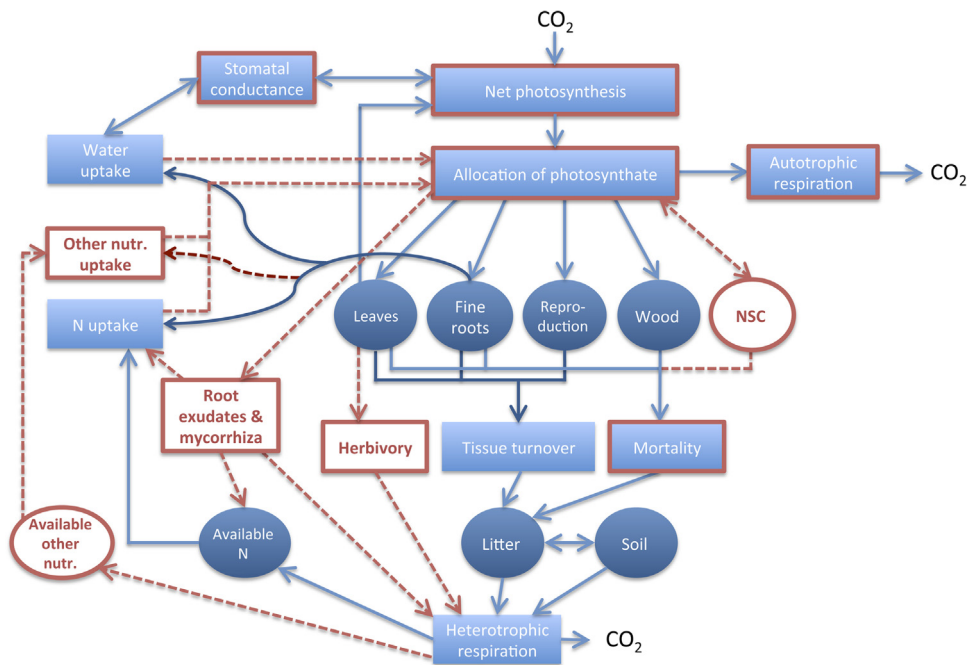 CO2
Stomatal
conductance
Net photosynthesis
Water
uptake
Allocation of photosynthate
Autotrophic
respiration
CO2
Other nutr.
uptake
N uptake
Leaves
Fine
roots
Repro-
duction
Wood
NSC
Root
exudates &
mycorrhiza
Herbivory
Tissue turnover
Mortality
Available
other
nutr.
Available
N
Litter
Soil
Heterotrophic
respiration
CO2